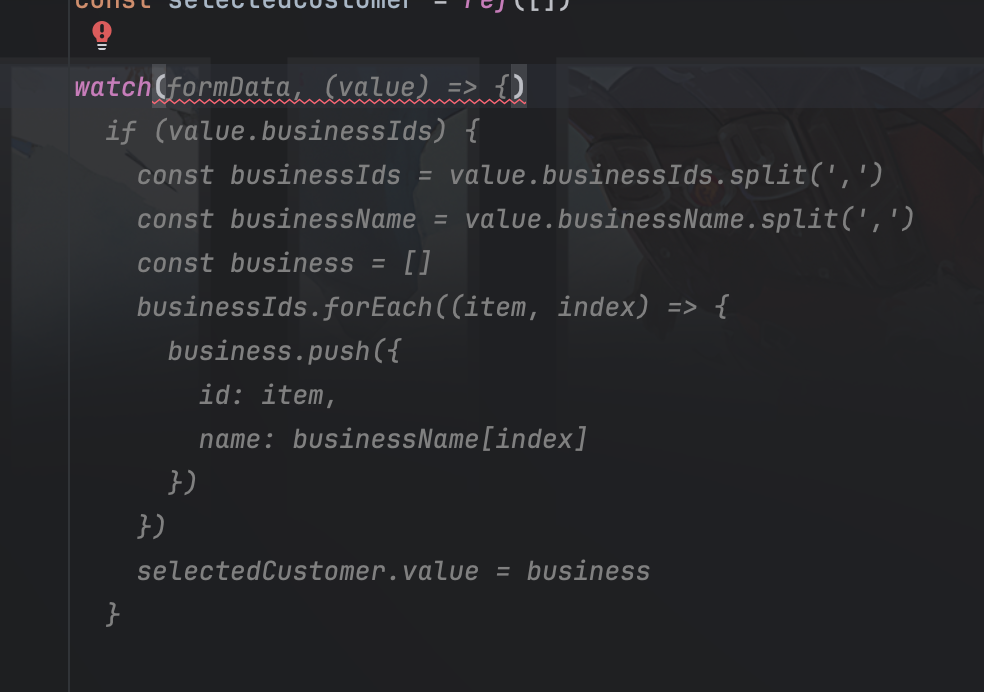 const selectedCustomer = ref([])
watch(formData, (value) => {)
if (value.businessIds) {
const businessIds = value.businessIds.split(',')
const businessName = value.businessName.split(',')
const business = []
businessIds.forEach((item, index) => {
business.push({
id: item,
name: businessName[index]
})
})
selectedCustomer.value = business
}